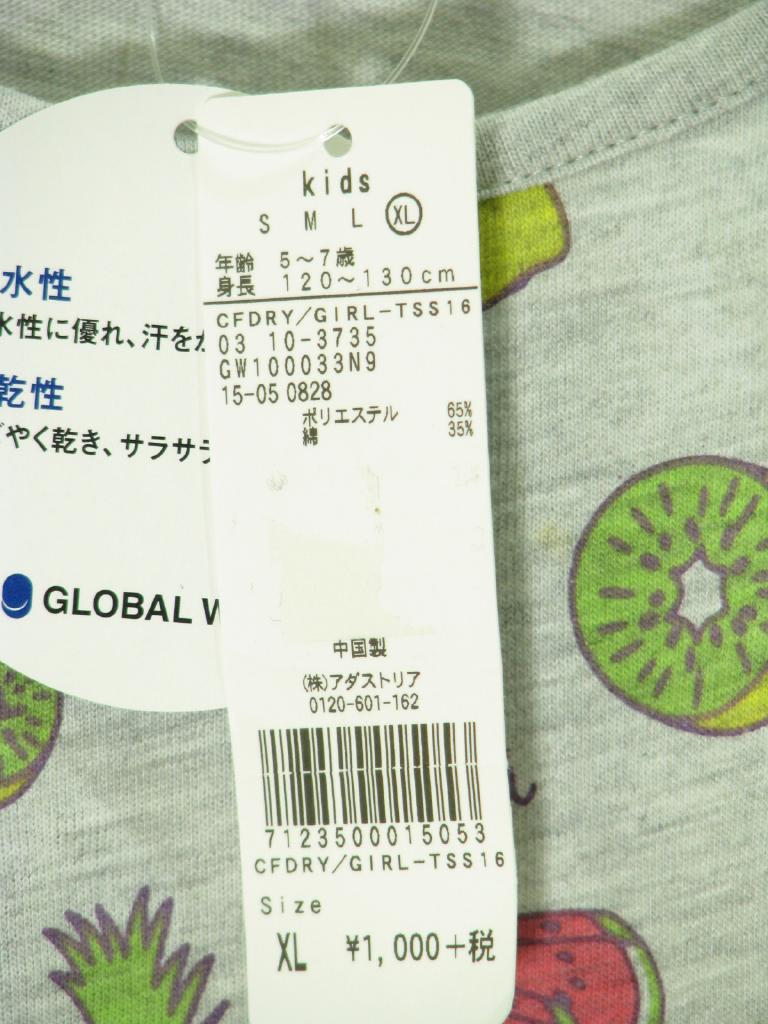 水性
水性に優れ、汗を
乾性
やく乾き、サラサラ
GLOBAL
kids
S M L XL
年齢 5～7歳
身長 120～130cm
CFDRY/GIRL-TSS16
03 10-3735
GW100033N9
15-05 0828
ポリエステル 65%
綿 35%
中国製
(株)アダストリア
0120-601-162
7123500015053
CFDRY/GIRL-TSS16
Size
XL ¥1,000+税